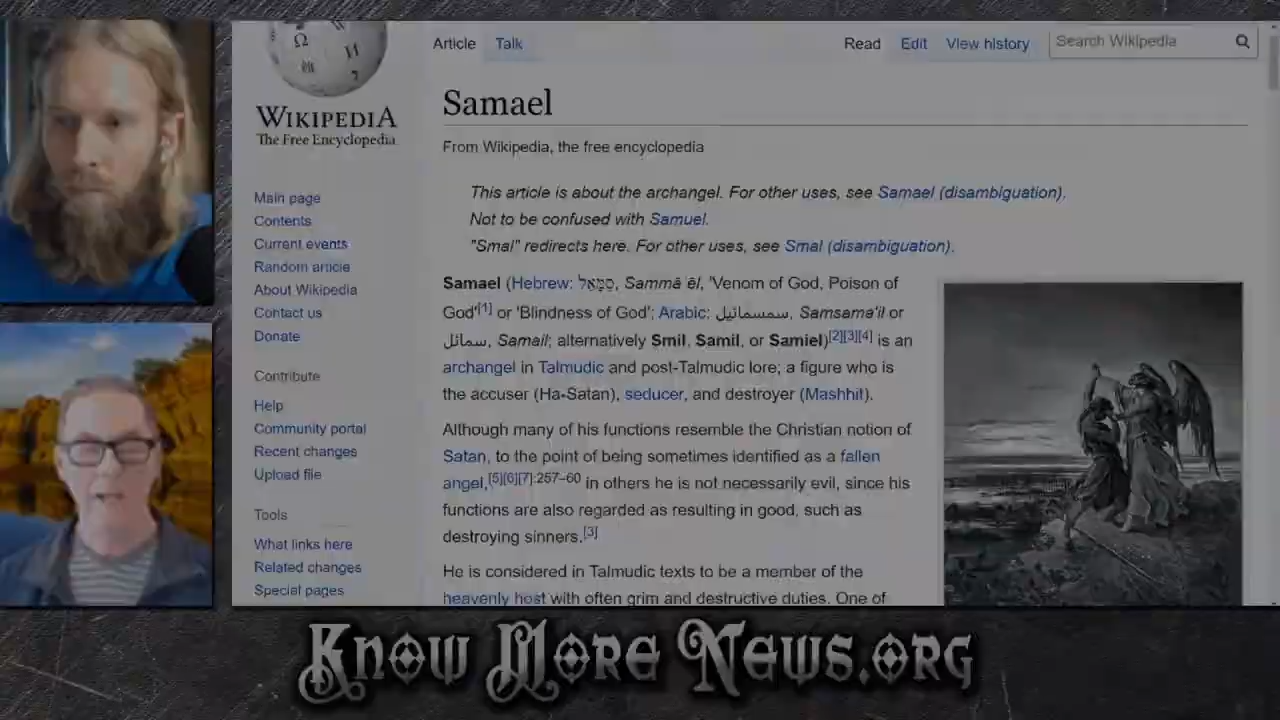 Article Talk Read Edit View history Search Wikipedia
WIKIPEDIA
The Free Encyclopedia
Main page
Contents
Current events
Random article
About Wikipedia
Contact us
Donate
Contribute
Help
Community portal
Recent changes
Upload file
Tools
What links here
Related changes
Special pages
Samael
From Wikipedia, the free encyclopedia
This article is about the archangel. For other uses, see Samael (disambiguation).
Not to be confused with Samuel.
"Smal" redirects here. For other uses, see Smal (disambiguation).
Samael (Hebrew: סַמָּאֵל, Sammāʾēl, 'Venom of God, Poison of
God'[1] or 'Blindness of God'; Arabic: سمسمائيل, Samsama'il or
سمائل, Samail; alternatively Smil, Samil, or Samiel)[2][3][4] is an
archangel in Talmudic and post-Talmudic lore; a figure who is
the accuser (Ha-Satan), seducer, and destroyer (Mashhit).
Although many of his functions resemble the Christian notion of
Satan, to the point of being sometimes identified as a fallen
angel,[5][6][7]:257–60 in others he is not necessarily evil, since his
functions are also regarded as resulting in good, such as
destroying sinners.[3]
He is considered in Talmudic texts to be a member of the
heavenly host with often grim and destructive duties. One of
Know More News.org